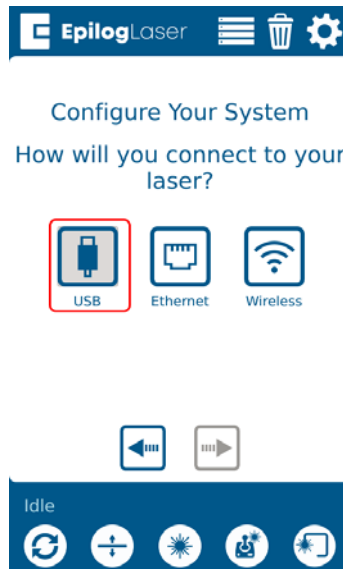 EpilogLaser
Configure Your System
How will you connect to your
laser?
USB Ethernet Wireless
Idle